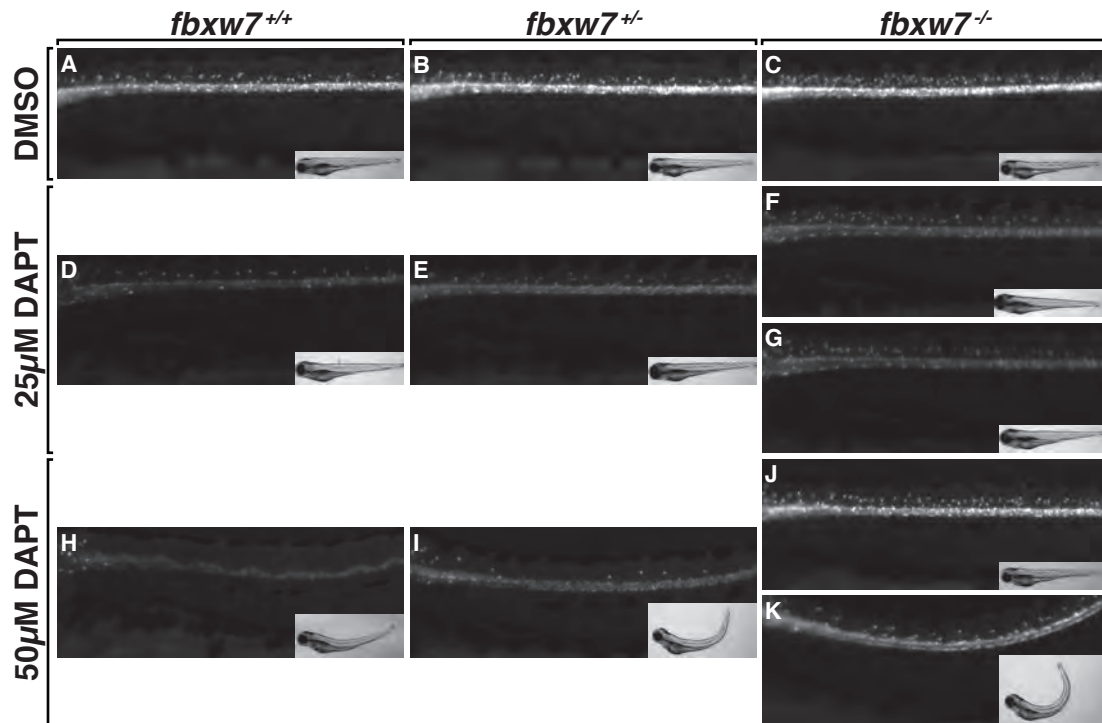 fbxw7 +/+
fbxw7 +/-
fbxw7 -/-
DMSO
A
B
C
25µM DAPT
D
E
F
G
50µM DAPT
H
I
J
K